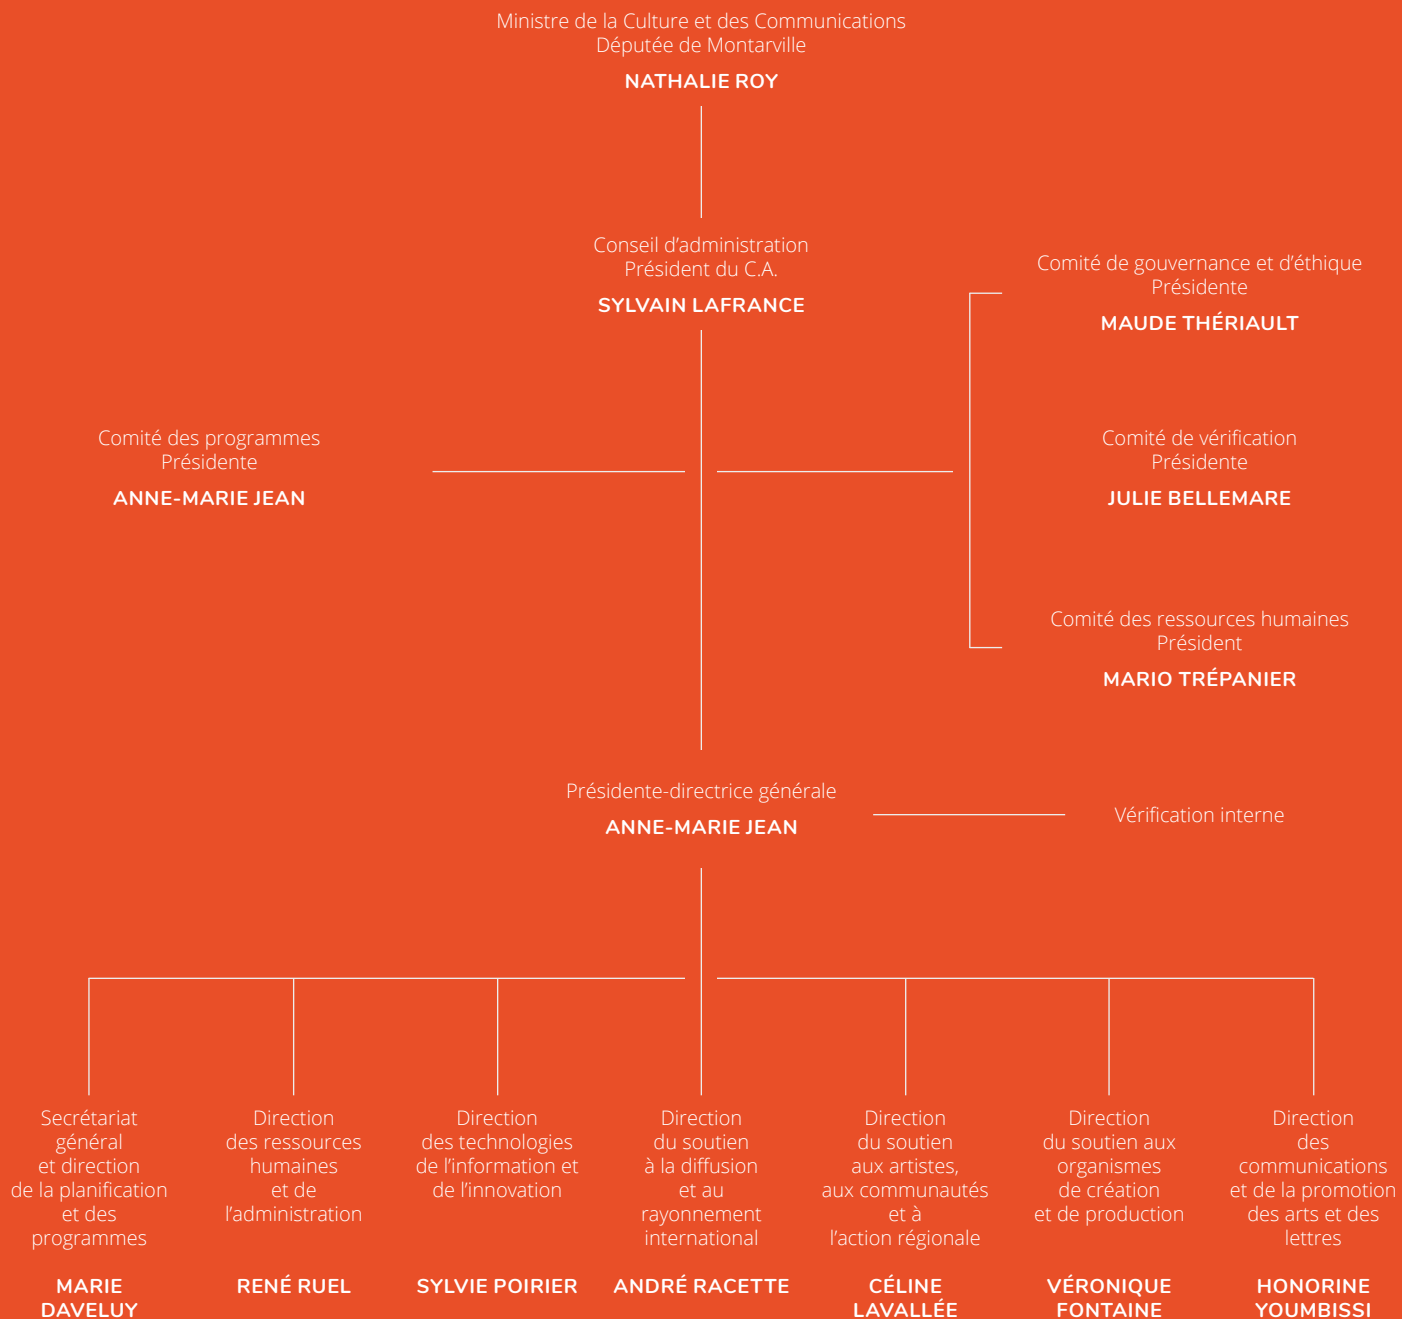 Ministre de la Culture et des Communications
Députée de Montarville
NATHALIE ROY
Conseil d’administration
Président du C.A.
SYLVAIN LAFRANCE
Comité de gouvernance et d’éthique
Présidente
MAUDE THÉRIAULT
Comité des programmes
Présidente
ANNE-MARIE JEAN
Comité de vérification
Présidente
JULIE BELLEMARE
Comité des ressources humaines
Président
MARIO TRÉPANIER
Présidente-directrice générale
ANNE-MARIE JEAN
Vérification interne
Secrétariat
général
et direction
de la planification
et des
programmes
MARIE
DAVELUY
Direction
des ressources
humaines
et de
l’administration
RENÉ RUEL
Direction
des technologies
de l’information et
de l’innovation
SYLVIE POIRIER
Direction
du soutien
à la diffusion
et au
rayonnement
international
ANDRÉ RACETTE
Direction
du soutien
aux artistes,
aux communautés
et à
l’action régionale
CÉLINE
LAVALLÉE
Direction
du soutien aux
organismes
de création
et de production
VÉRONIQUE
FONTAINE
Direction
des
communications
et de la promotion
des arts et des
lettres
HONORINE
YOUMBISSI